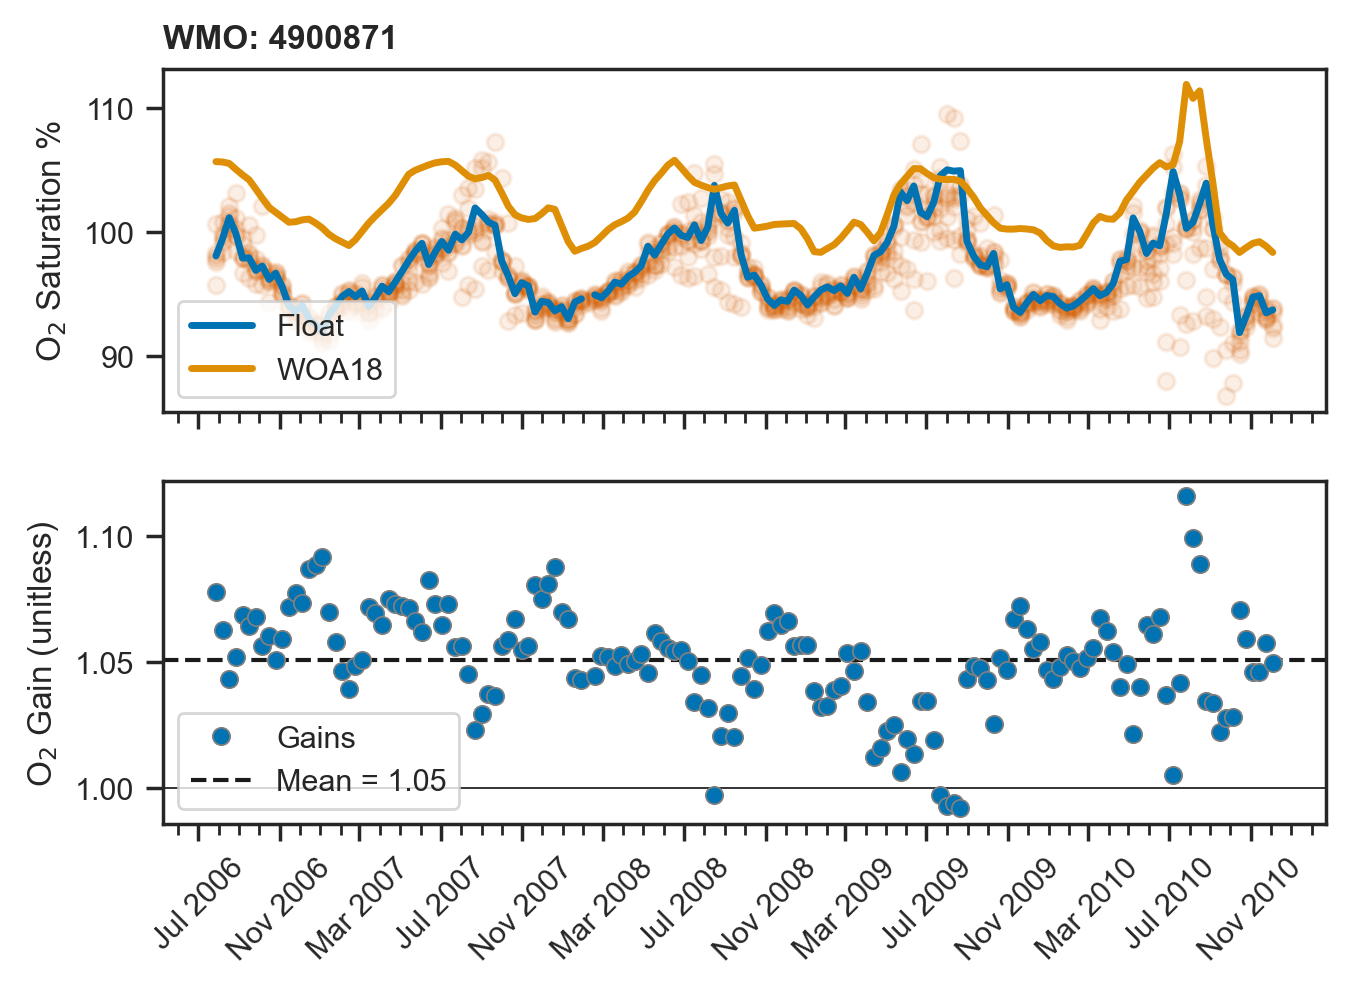 WMO: 4900871
O₂ Saturation %
110
100
90
Float
WOA18
O₂ Gain (unitless)
1.10
1.05
1.00
Gains
Mean = 1.05
Jul 2006
Nov 2006
Mar 2007
Jul 2007
Nov 2007
Mar 2008
Jul 2008
Nov 2008
Mar 2009
Jul 2009
Nov 2009
Mar 2010
Jul 2010
Nov 2010